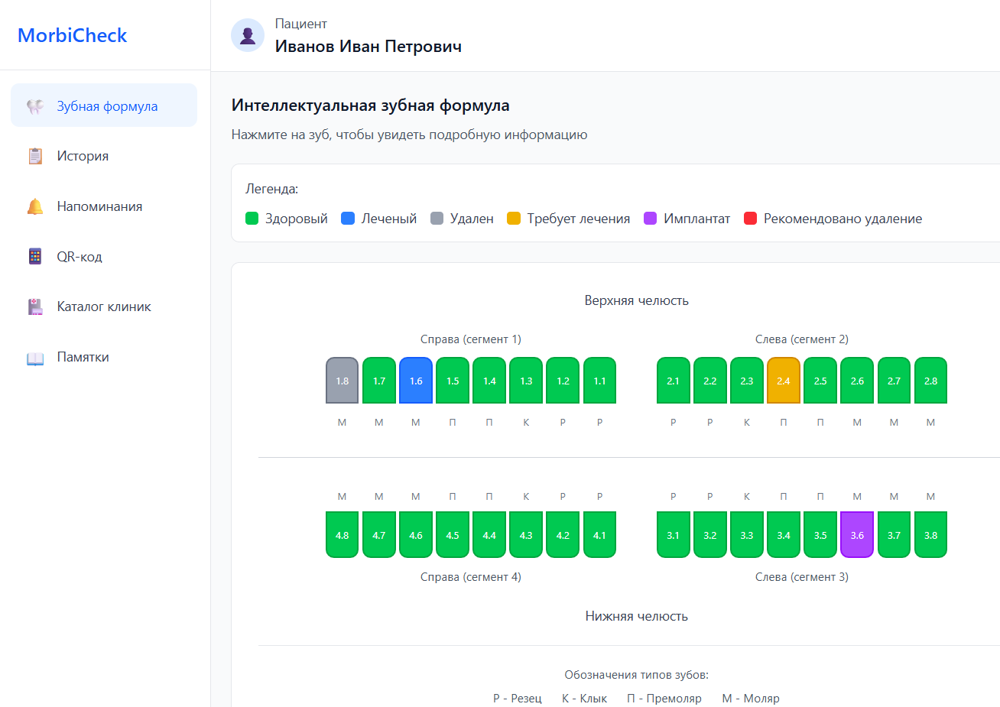 MorbiCheck
Зубная формула
История
Напоминания
QR-код
Каталог клиник
Памятки
Пациент
Иванов Иван Петрович
Интеллектуальная зубная формула
Нажмите на зуб, чтобы увидеть подробную информацию
Легенда:
Здоровый Леченый Удален Требует лечения Имплантат Рекомендовано удаление
Верхняя челюсть
Справа (сегмент 1) Слева (сегмент 2)
1.8 1.7 1.6 1.5 1.4 1.3 1.2 1.1 2.1 2.2 2.3 2.4 2.5 2.6 2.7 2.8
М М М П П К Р Р Р Р К П П М М М
М М М П П К Р Р Р Р К П П М М М
4.8 4.7 4.6 4.5 4.4 4.3 4.2 4.1 3.1 3.2 3.3 3.4 3.5 3.6 3.7 3.8
Справа (сегмент 4) Слева (сегмент 3)
Нижняя челюсть
Обозначения типов зубов:
Р - Резец К - Клык П - Премоляр М - Моляр